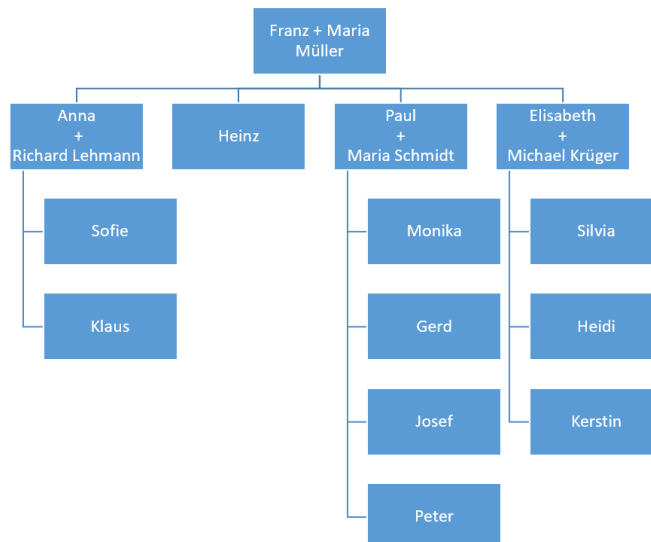 Franz + Maria
Müller
Anna
+
Richard Lehmann
Heinz
Paul
+
Maria Schmidt
Elisabeth
+
Michael Krüger
Sofie
Klaus
Monika
Gerd
Josef
Peter
Silvia
Heidi
Kerstin